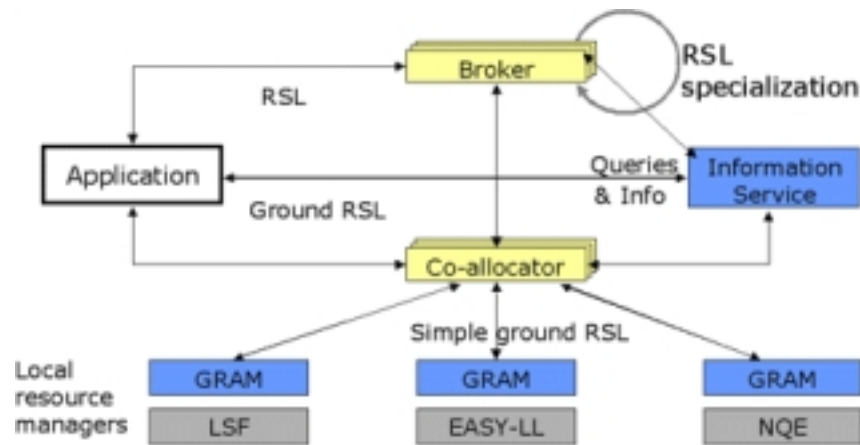 Broker
RSL
specialization
RSL
Application
Queries
& Info
Information
Service
Ground RSL
Co-allocator
Simple ground RSL
Local
resource
managers
GRAM
GRAM
GRAM
LSF
EASY-LL
NQE